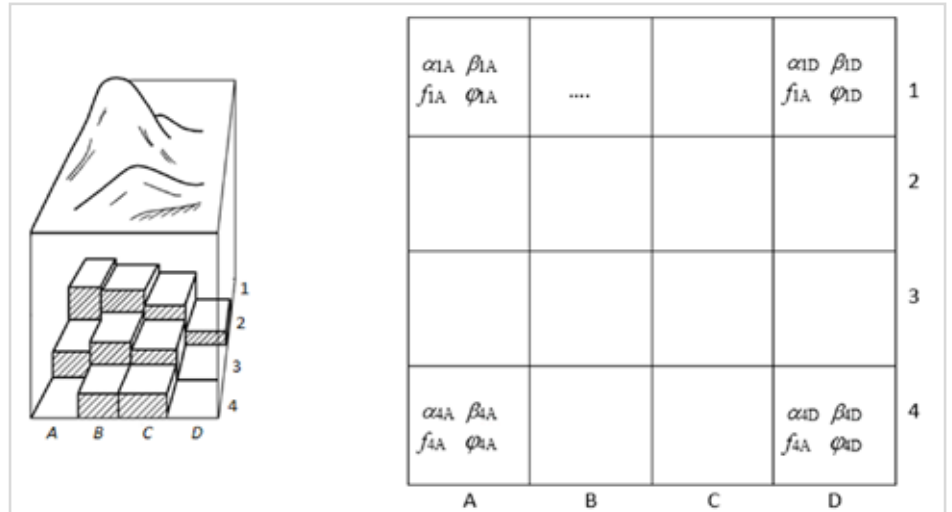 1
2
3
4
A B C D
α1A β1A
f1A φ1A
....
α1D β1D
f1A φ1D
1
2
3
α4A β4A
f4A φ4A
α4D β4D
f4A φ4D
4
A B C D